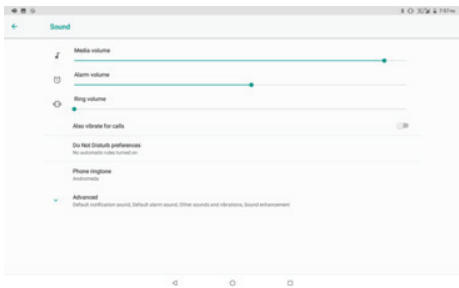 Sound
Media volume
Alarm volume
Ring volume
Also vibrate for calls
Do Not Disturb preferences
No automatic rules turned on
Phone ringtone
Andromeda
Advanced
Default notification sound, Default alarm sound, Other sounds and vibrations, Sound enhancement